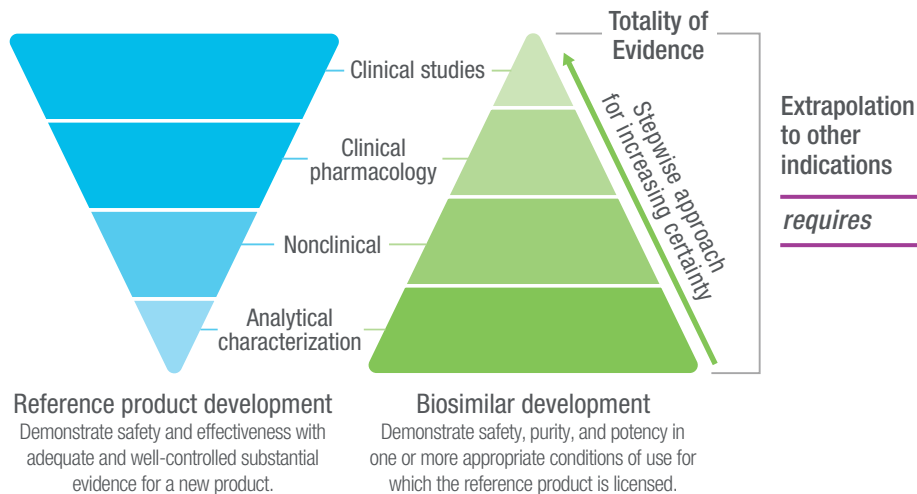 Totality of
Evidence
Clinical studies
Clinical
pharmacology
Nonclinical
Analytical
characterization
Stepwise approach
for increasing certainty
Extrapolation
to other
indications
requires
Reference product development
Demonstrate safety and effectiveness with
adequate and well-controlled substantial
evidence for a new product.
Biosimilar development
Demonstrate safety, purity, and potency in
one or more appropriate conditions of use for
which the reference product is licensed.